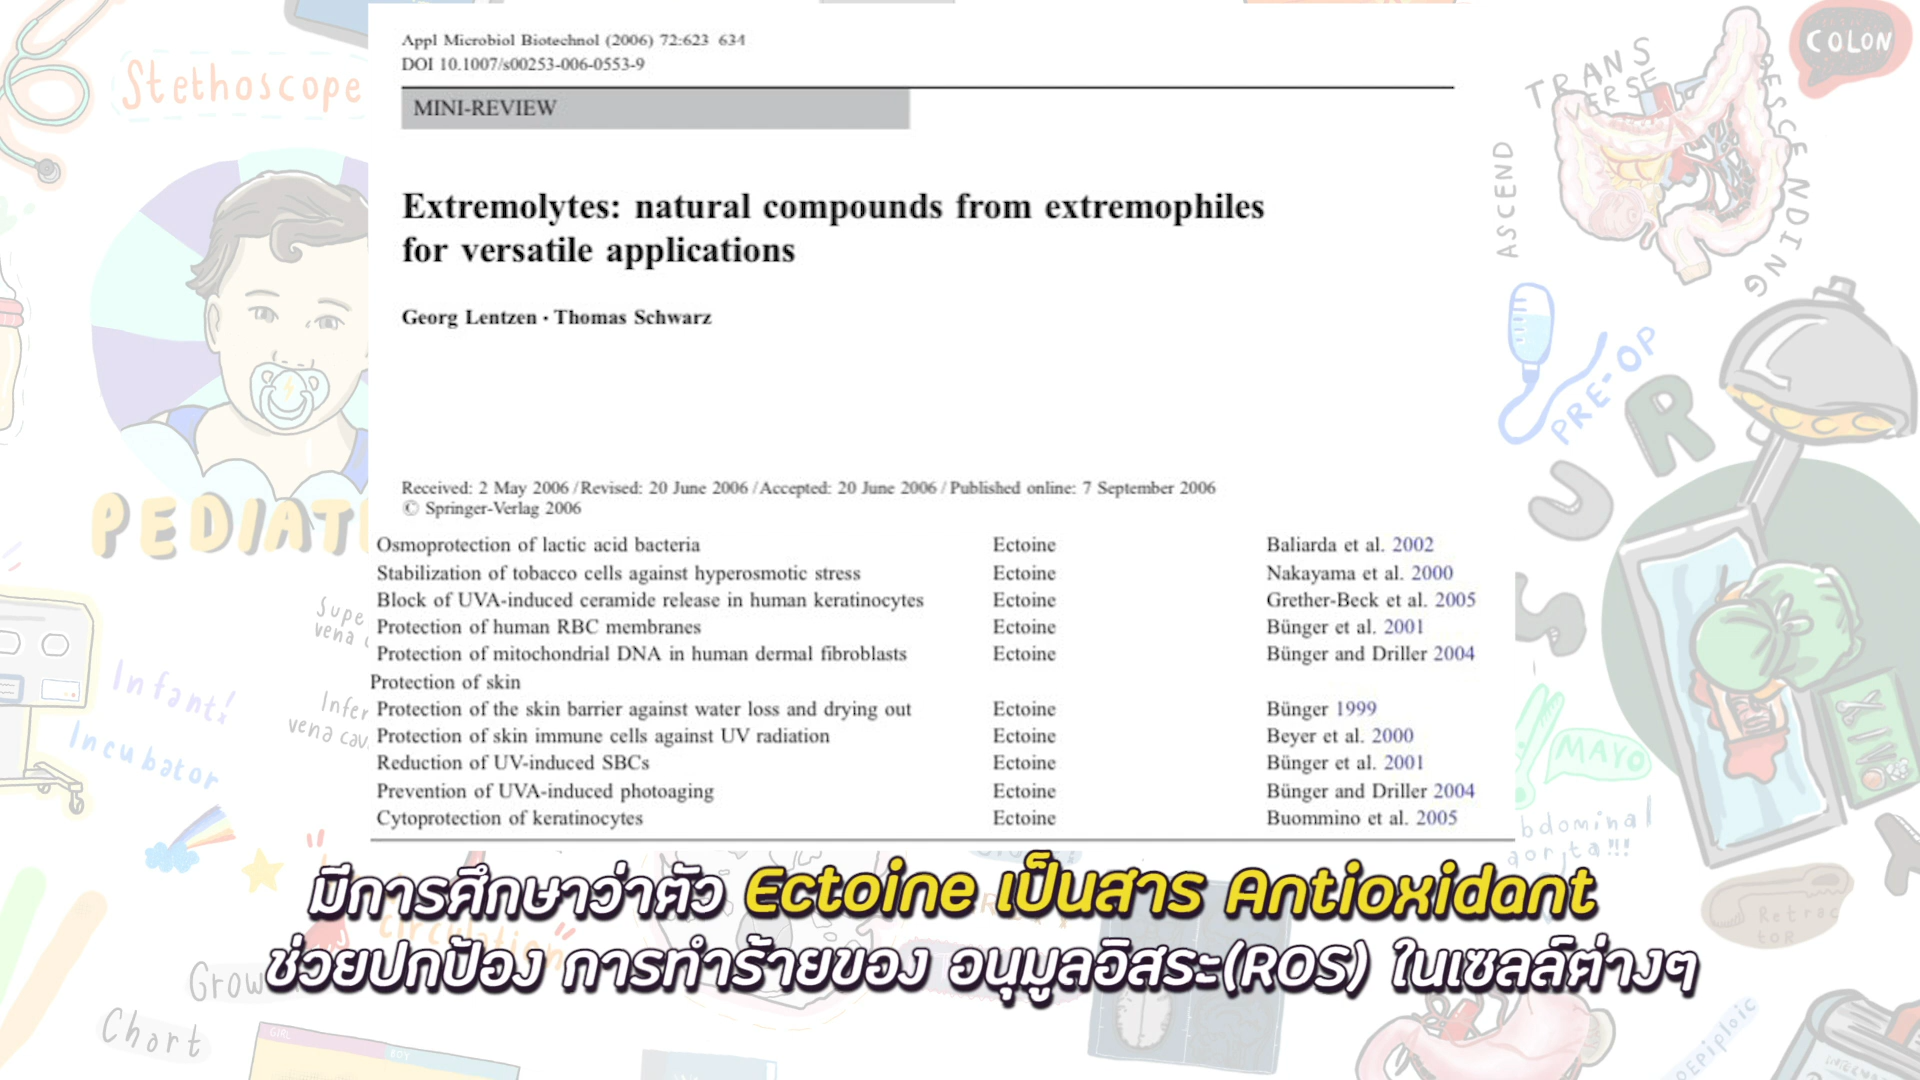 Appl Microbiol Biotechnol (2006) 72:623 634
DOI 10.1007/s00253-006-0553-9
MINI-REVIEW
Extremolytes: natural compounds from extremophiles
for versatile applications
Georg Lentzen · Thomas Schwarz
Received: 2 May 2006 / Revised: 20 June 2006 / Accepted: 20 June 2006 / Published online: 7 September 2006
© Springer-Verlag 2006
Osmoprotection of lactic acid bacteria Ectoine Baliarda et al. 2002
Stabilization of tobacco cells against hyperosmotic stress Ectoine Nakayama et al. 2000
Block of UVA-induced ceramide release in human keratinocytes Ectoine Grether-Beck et al. 2005
Protection of human RBC membranes Ectoine Bünger et al. 2001
Protection of mitochondrial DNA in human dermal fibroblasts Ectoine Bünger and Driller 2004
Protection of skin
Protection of the skin barrier against water loss and drying out Ectoine Bünger 1999
Protection of skin immune cells against UV radiation Ectoine Beyer et al. 2000
Reduction of UV-induced SBCs Ectoine Bünger et al. 2001
Prevention of UVA-induced photoaging Ectoine Bünger and Driller 2004
Cytoprotection of keratinocytes Ectoine Buommino et al. 2005
มีการศึกษาว่าตัว Ectoine เป็นสาร Antioxidant
ช่วยปกป้อง การทำร้ายของ อนุมูลอิสระ(ROS) ในเซลล์ต่างๆ
Stethoscope
PEDIAT
Infant!
Incubator
Chart
Grow
circulation
GIRL
BOY
COLON
TRANS
VERSE
ASCEND
DESCENDING
PRE-OP
SUR
MAYO
bdominal
aorta!!!
Retrac
toR